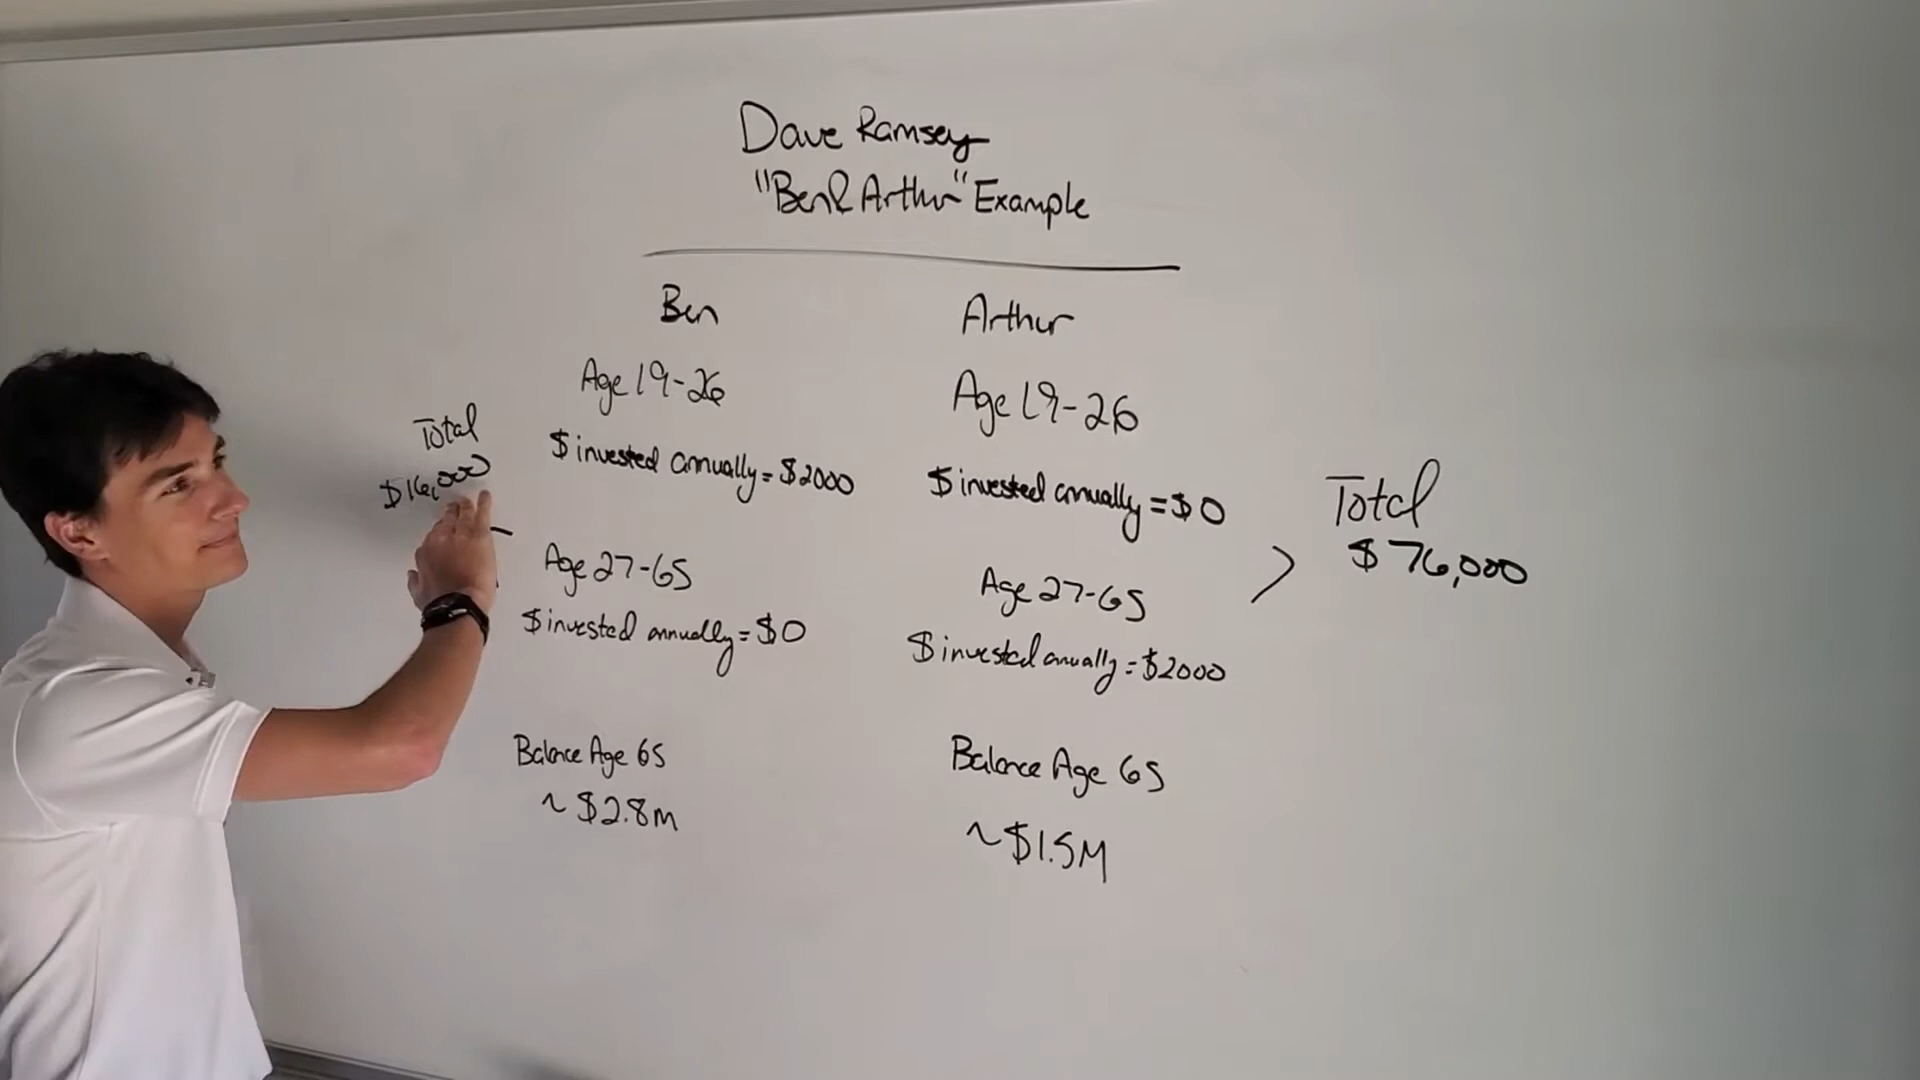 Dave Ramsey
"Ben & Arthur" Example
Ben
Age 19-26
$ invested annually = $2000
Total
$16,000
Age 27-65
$ invested annually = $0
Balance Age 65
~ $2.8M
Arthur
Age 19-26
$ invested annually = $0
Age 27-65
$ invested anually = $2000
> Total
$76,000
Balance Age 65
~ $1.5M